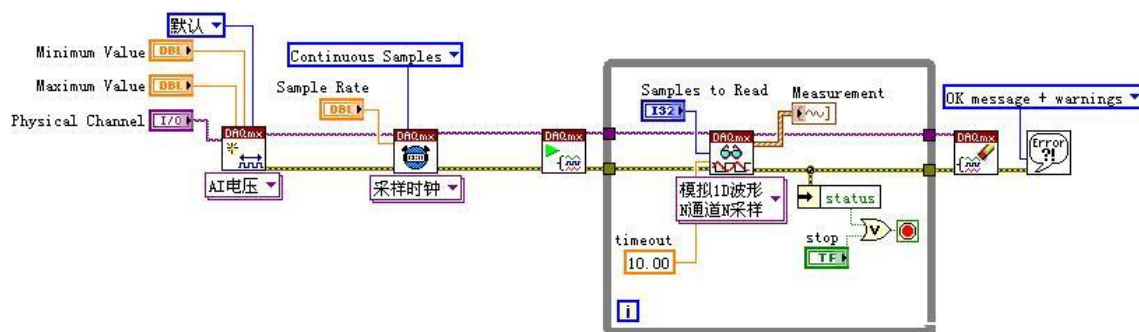 默认
Minimum Value
DBL
Continuous Samples
Maximum Value
DBL
Sample Rate
DBL
Samples to Read
I32
Measurement
OK message + warnings
Physical Channel
I/O
DAQmx
DAQmx
DAQmx
DAQmx
DAQmx
Error
?!
AI电压
采样时钟
模拟1D波形
N通道N采样
status
timeout
10.00
stop
TF
V
i